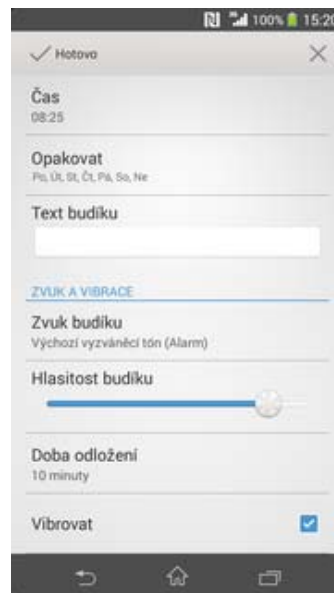 100% 15:20
Hotovo
Čas
08:25
Opakovat
Po, Út, St, Čt, Pá, So, Ne
Text budíku
ZVUK A VIBRACE
Zvuk budíku
Výchozí vyzváněcí tón (Alarm)
Hlasitost budíku
Doba odložení
10 minuty
Vibrovat